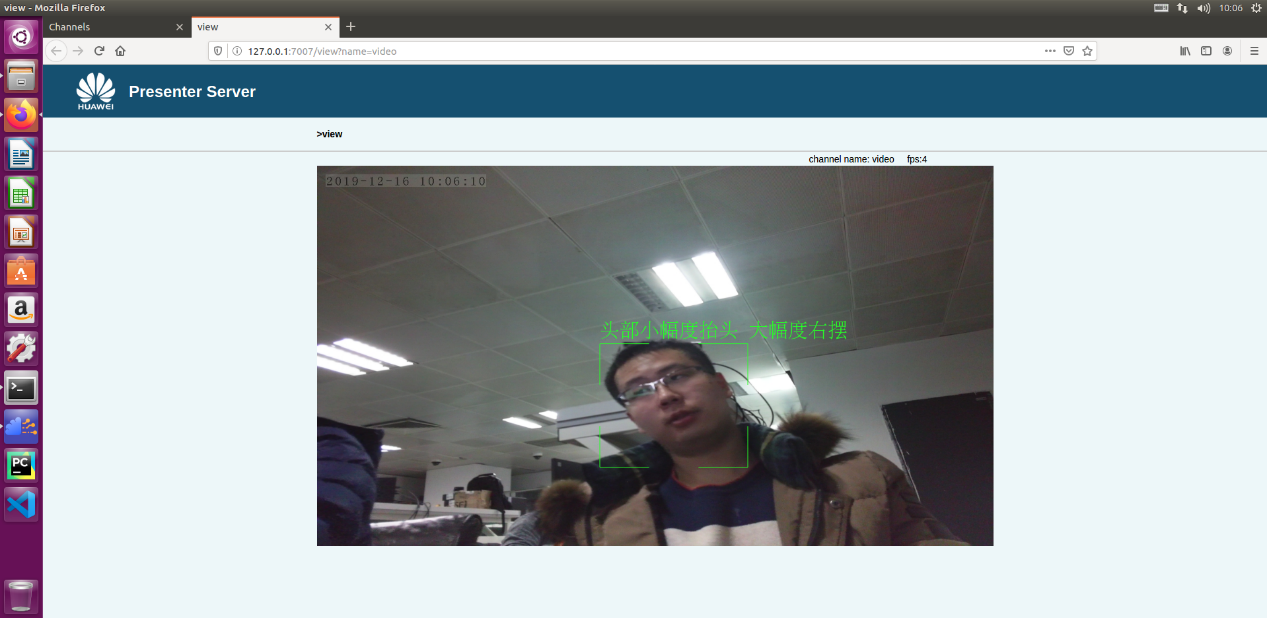 view - Mozilla Firefox
10:06
Channels
view
127.0.0.1:7007/view?name=video
HUAWEI
Presenter Server
>view
channel name: video fps:4
2019-12-16 10:06:10
头部小幅度抬头 大幅度右摆
a
>_
PC